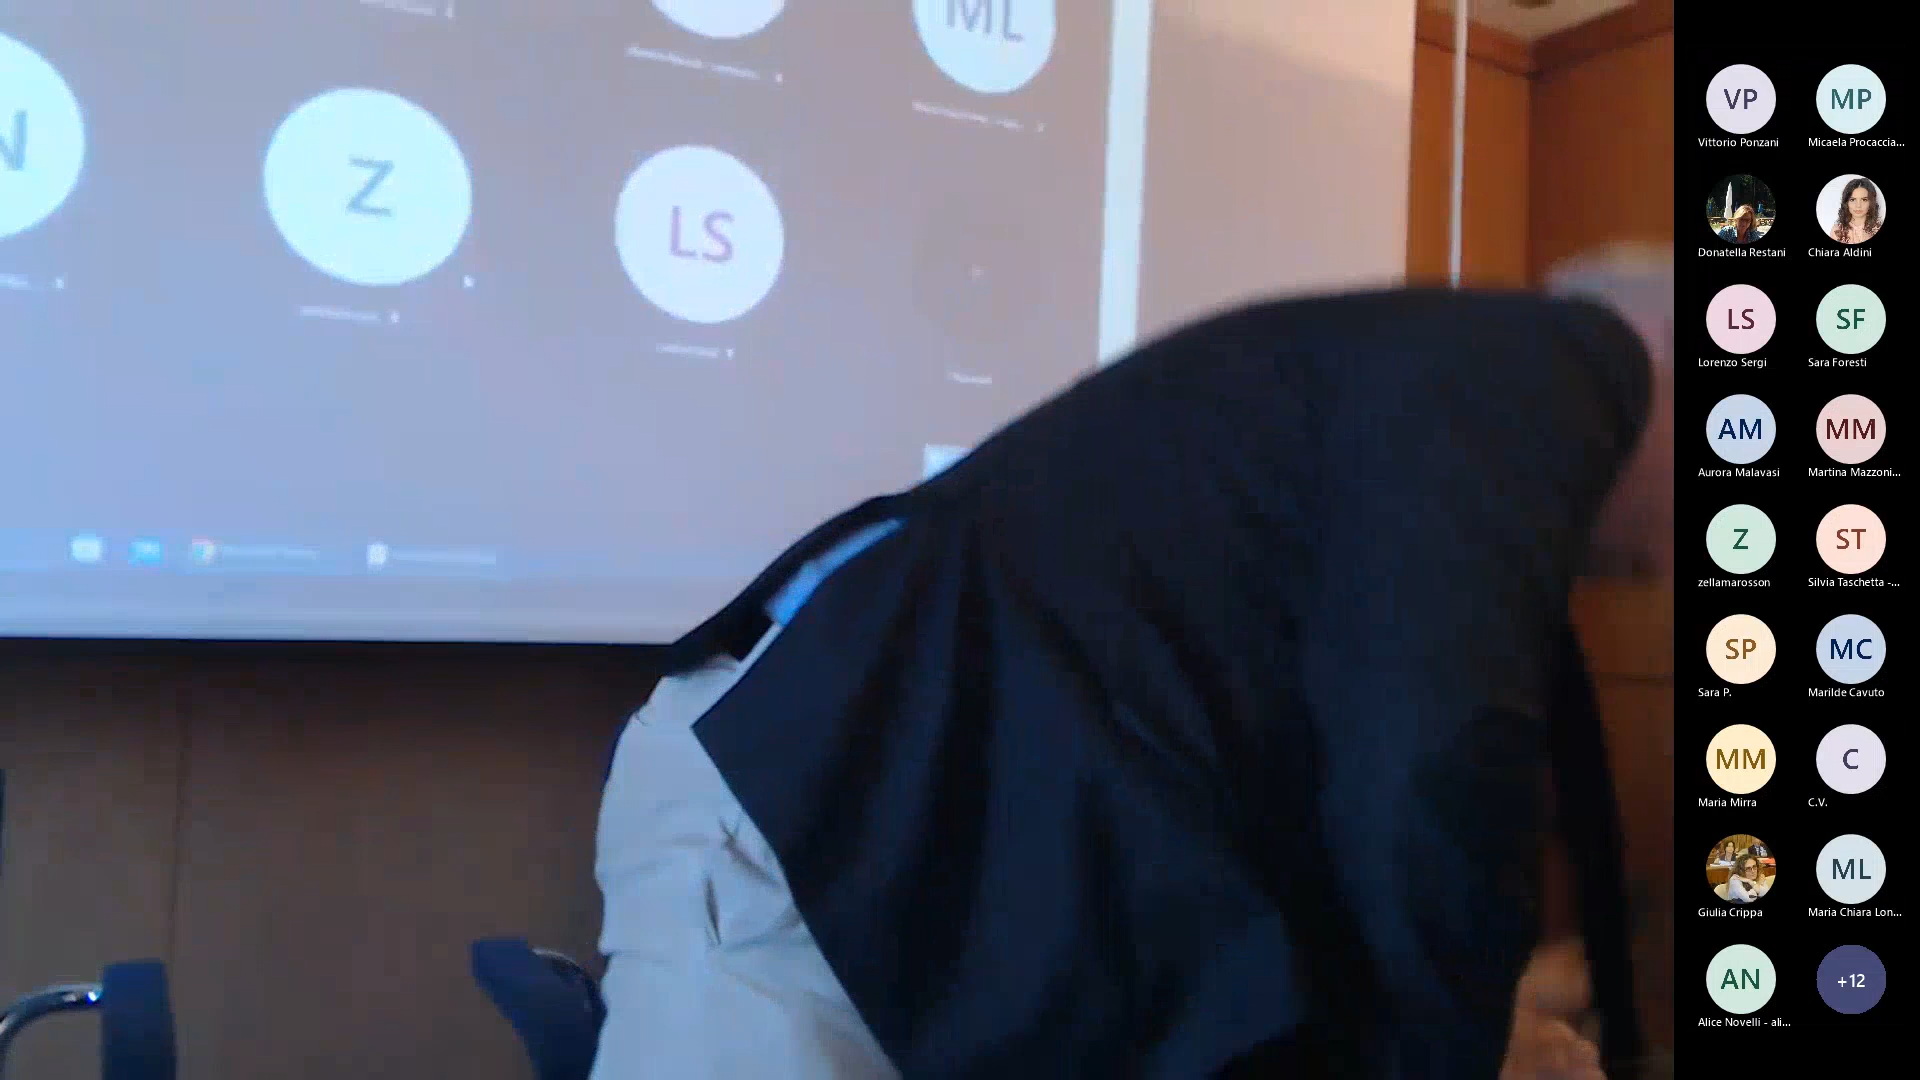 ML
N
Z
LS
VP
MP
Vittorio Ponzani
Micaela Procaccia...
Donatella Restani
Chiara Aldini
LS
SF
Lorenzo Sergi
Sara Foresti
AM
MM
Aurora Malavasi
Martina Mazzoni...
Z
ST
zellamarosson
Silvia Taschetta -...
SP
MC
Sara P.
Marilde Cavuto
MM
C
Maria Mirra
C.V.
ML
Giulia Crippa
Maria Chiara Lon...
AN
+12
Alice Novelli - ali...